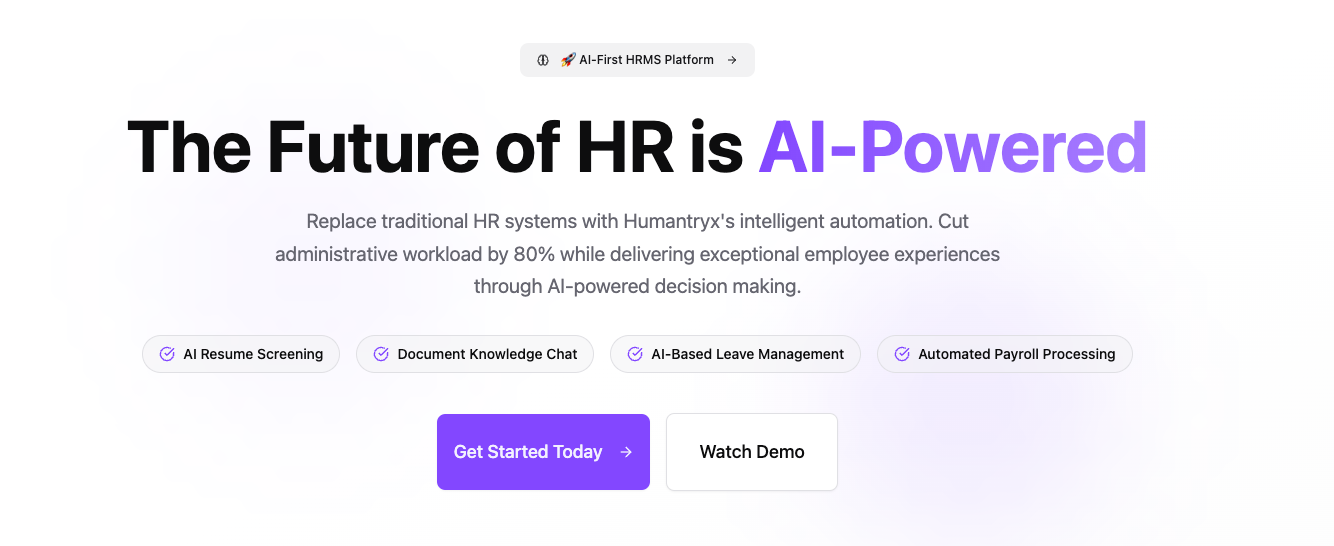 🚀 AI-First HRMS Platform →
The Future of HR is AI-Powered
Replace traditional HR systems with Humantryx's intelligent automation. Cut
administrative workload by 80% while delivering exceptional employee experiences
through AI-powered decision making.
AI Resume Screening
Document Knowledge Chat
AI-Based Leave Management
Automated Payroll Processing
Get Started Today →
Watch Demo